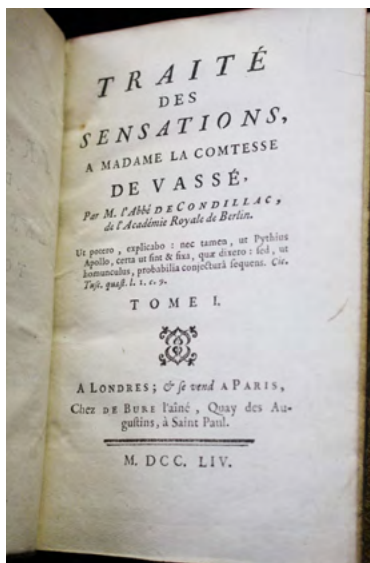 TRAITÉ
DES
SENSATIONS,
A MADAME LA COMTESSE
DE VASSÉ,
Par M. l'Abbé DE CONDILLAC,
de l'Académie Royale de Berlin.
Ut potero, explicabo : nec tamen, ut Pythius
Apollo, certa ut sint & fixa, quæ dixero : sed, ut
homunculus, probabilia conjecturâ sequens. Cic.
Tusc. quæst. l. 1. c. 9.
TOME I.
A LONDRES ; & se vend A PARIS,
Chez DE BURE l'aîné, Quay des Au-
gustins, à Saint Paul.
M. DCC. LIV.